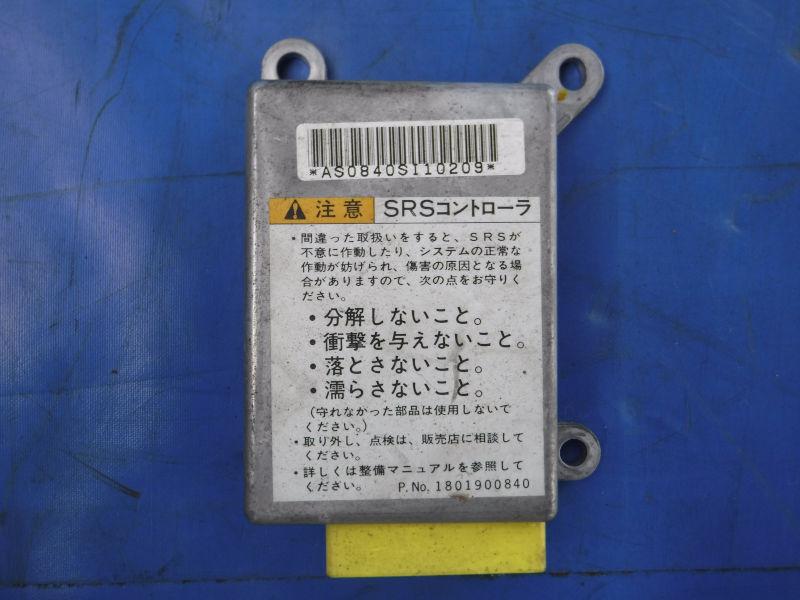 *AS0840S110209*
注意 SRSコントローラ
・間違った取扱いをすると、SRSが
不意に作動したり、システムの正常な
作動が妨げられ、傷害の原因となる場
合がありますので、次の点をお守りく
ださい。
・分解しないこと。
・衝撃を与えないこと。
・落とさないこと。
・濡らさないこと。
(守れなかった部品は使用しないで
ください。)
・取り外し、点検は、販売店に相談して
ください。
・詳しくは整備マニュアルを参照して
ください。 P.No.1801900840